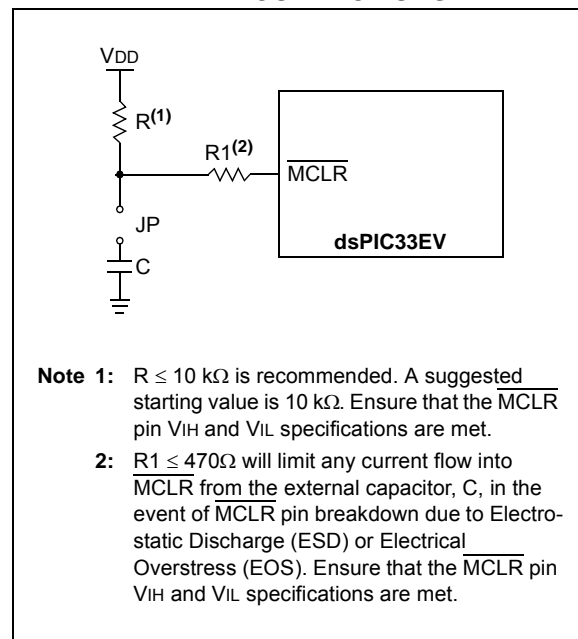 VDD
R(1)
R1(2)
MCLR
JP
dsPIC33EV
C
Note 1: R ≤ 10 kΩ is recommended. A suggested
starting value is 10 kΩ. Ensure that the MCLR
pin VIH and VIL specifications are met.
2: R1 ≤ 470Ω will limit any current flow into
MCLR from the external capacitor, C, in the
event of MCLR pin breakdown due to Electro-
static Discharge (ESD) or Electrical
Overstress (EOS). Ensure that the MCLR pin
VIH and VIL specifications are met.